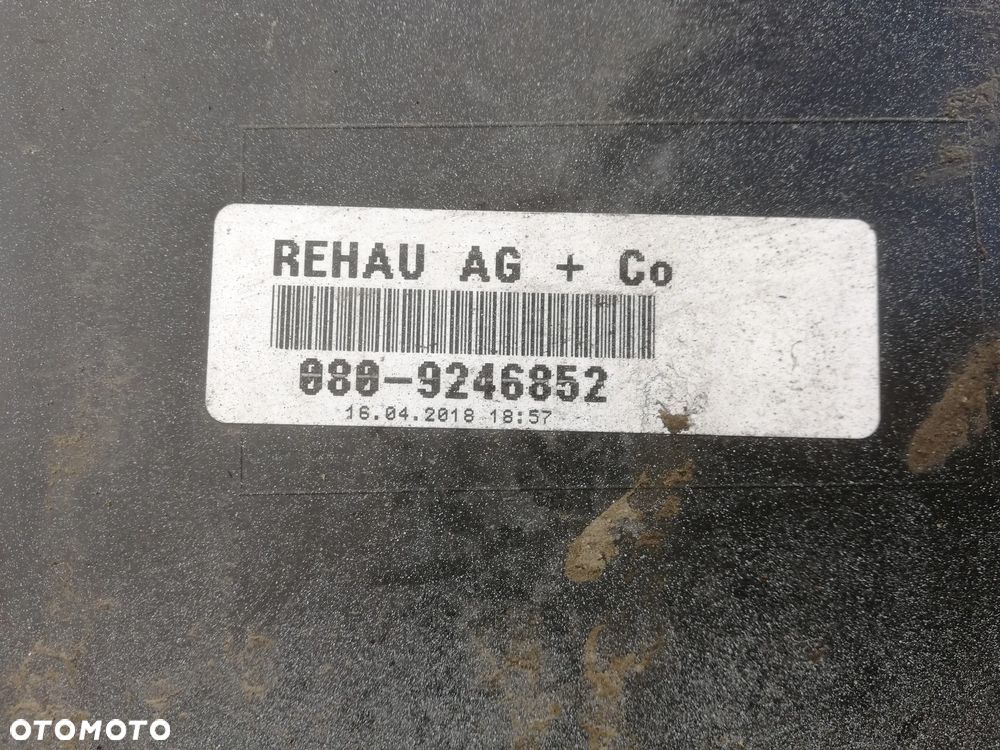 REHAU AG + Co
080-9246852
16.04.2018 18:57
OTOMOTO